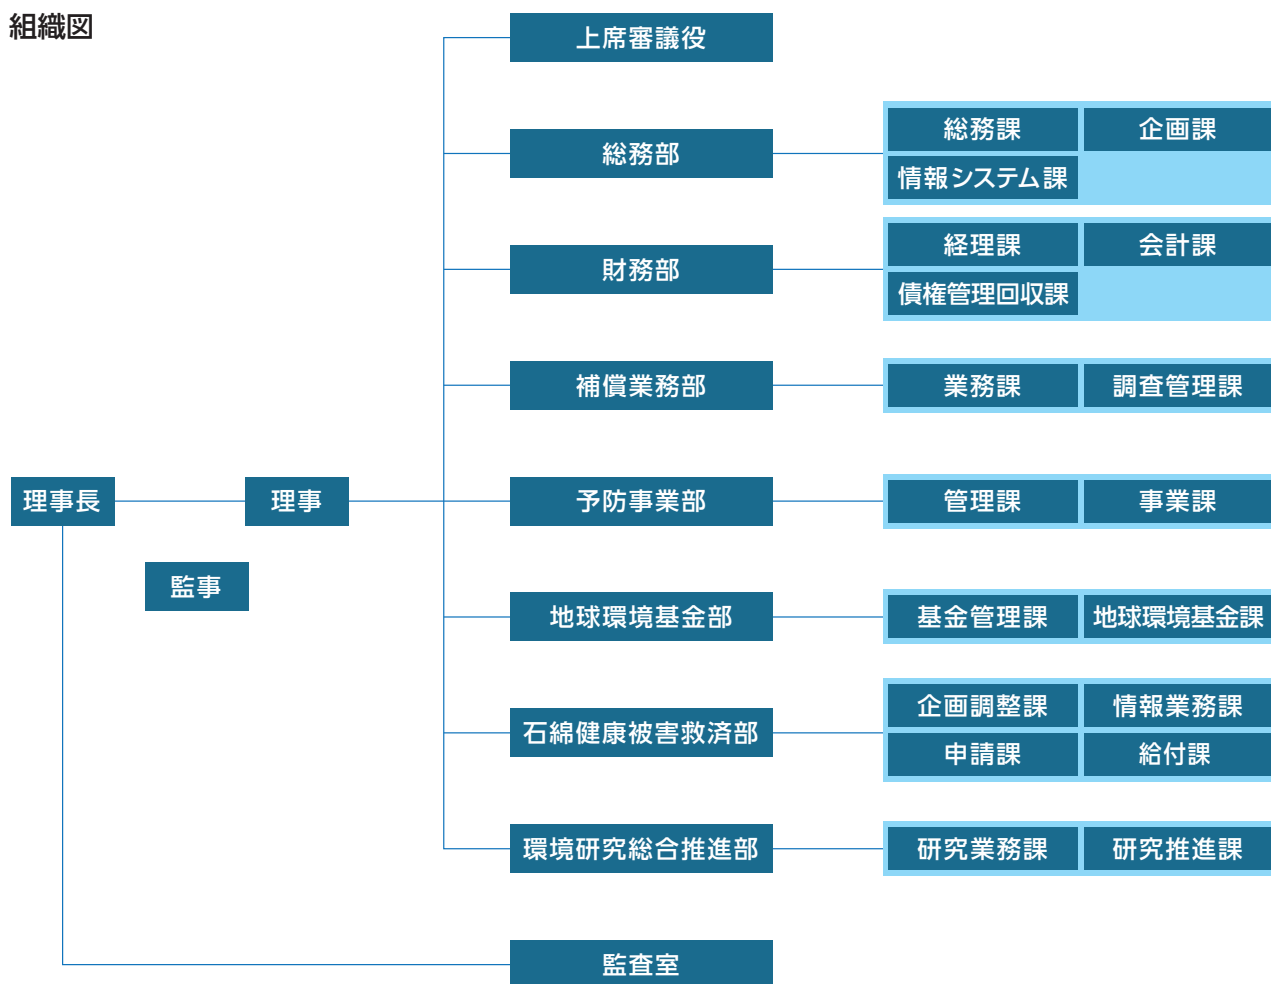 組織図
上席審議役
総務部
総務課 企画課
情報システム課
財務部
経理課 会計課
債権管理回収課
補償業務部
業務課 調査管理課
理事長
理事
予防事業部
管理課 事業課
監事
地球環境基金部
基金管理課 地球環境基金課
石綿健康被害救済部
企画調整課 情報業務課
申請課 給付課
環境研究総合推進部
研究業務課 研究推進課
監査室